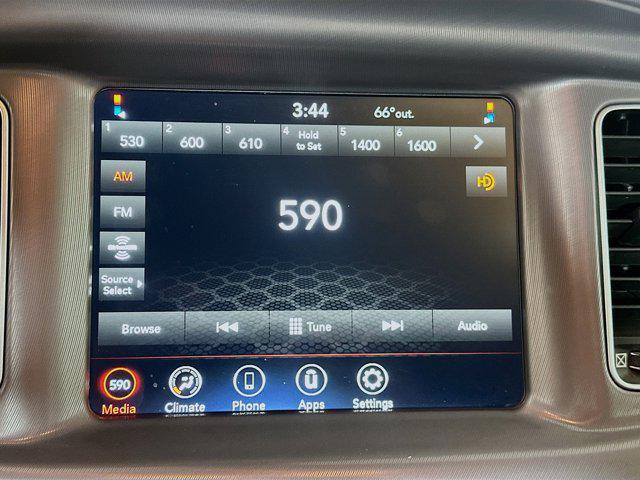 3:44 66° out.
1 530 2 600 3 610 4 Hold to Set 5 1400 6 1600
AM HD
FM 590
SiriusXM
Source
Select
Browse Tune Audio
590
Media Climate Phone Apps Settings